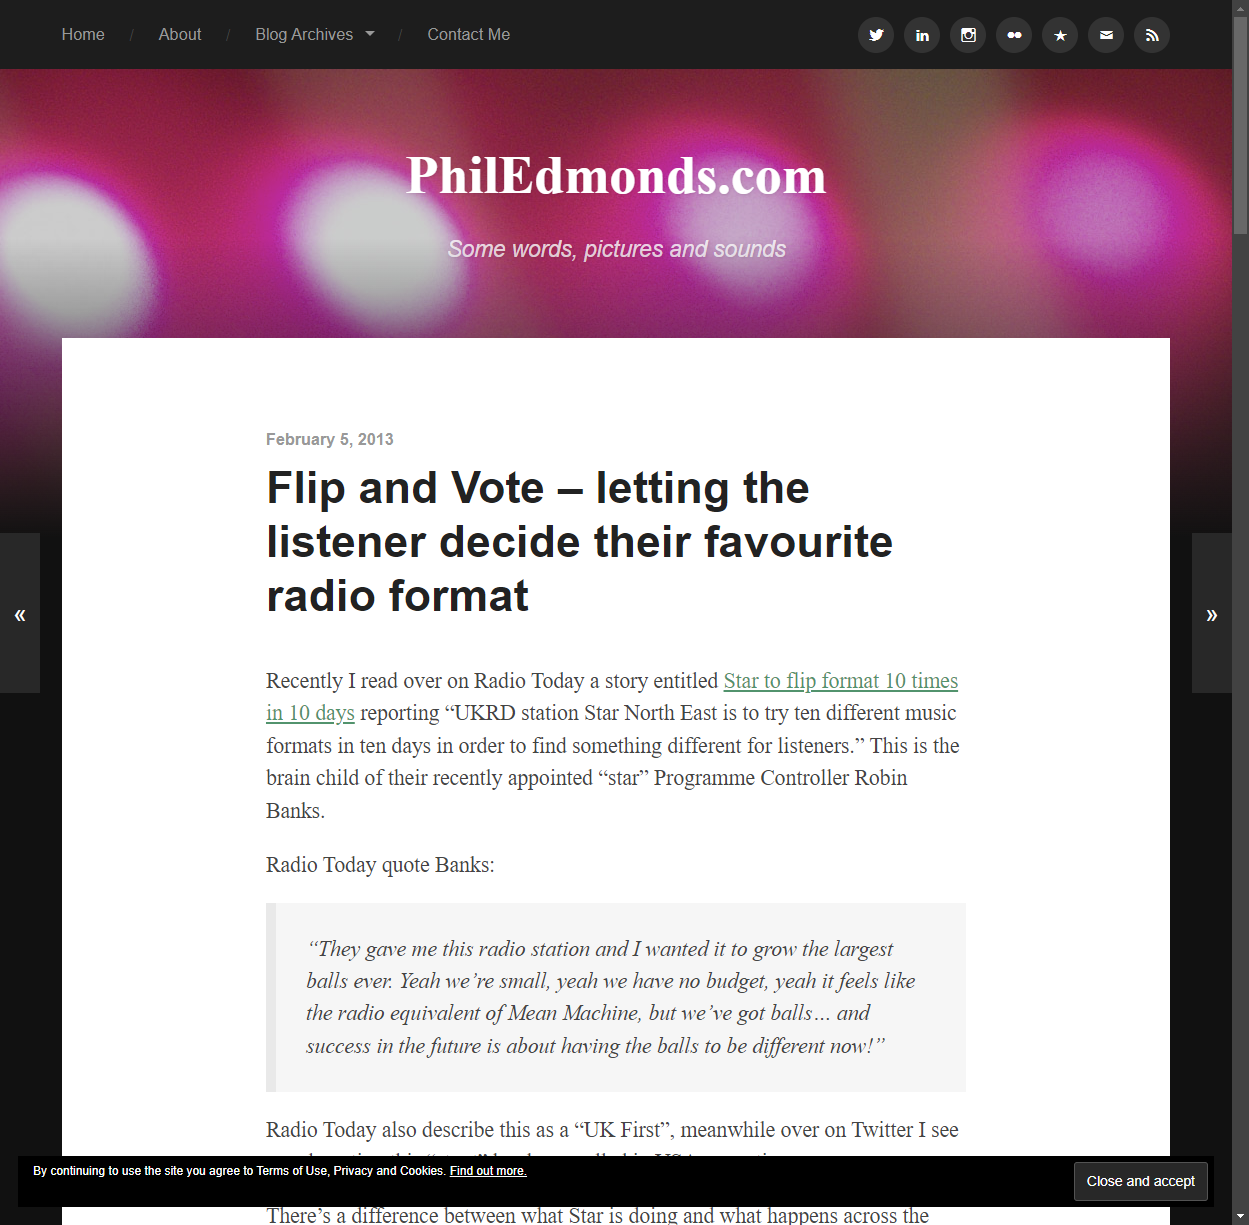 Home / About / Blog Archives / Contact Me
PhilEdmonds.com
Some words, pictures and sounds
February 5, 2013
Flip and Vote – letting the
listener decide their favourite
radio format
«
»
Recently I read over on Radio Today a story entitled Star to flip format 10 times
in 10 days reporting “UKRD station Star North East is to try ten different music
formats in ten days in order to find something different for listeners.” This is the
brain child of their recently appointed “star” Programme Controller Robin
Banks.
Radio Today quote Banks:
“They gave me this radio station and I wanted it to grow the largest
balls ever. Yeah we’re small, yeah we have no budget, yeah it feels like
the radio equivalent of Mean Machine, but we’ve got balls… and
success in the future is about having the balls to be different now!”
Radio Today also describe this as a “UK First”, meanwhile over on Twitter I see
By continuing to use the site you agree to Terms of Use, Privacy and Cookies. Find out more.
Close and accept
There’s a difference between what Star is doing and what happens across the